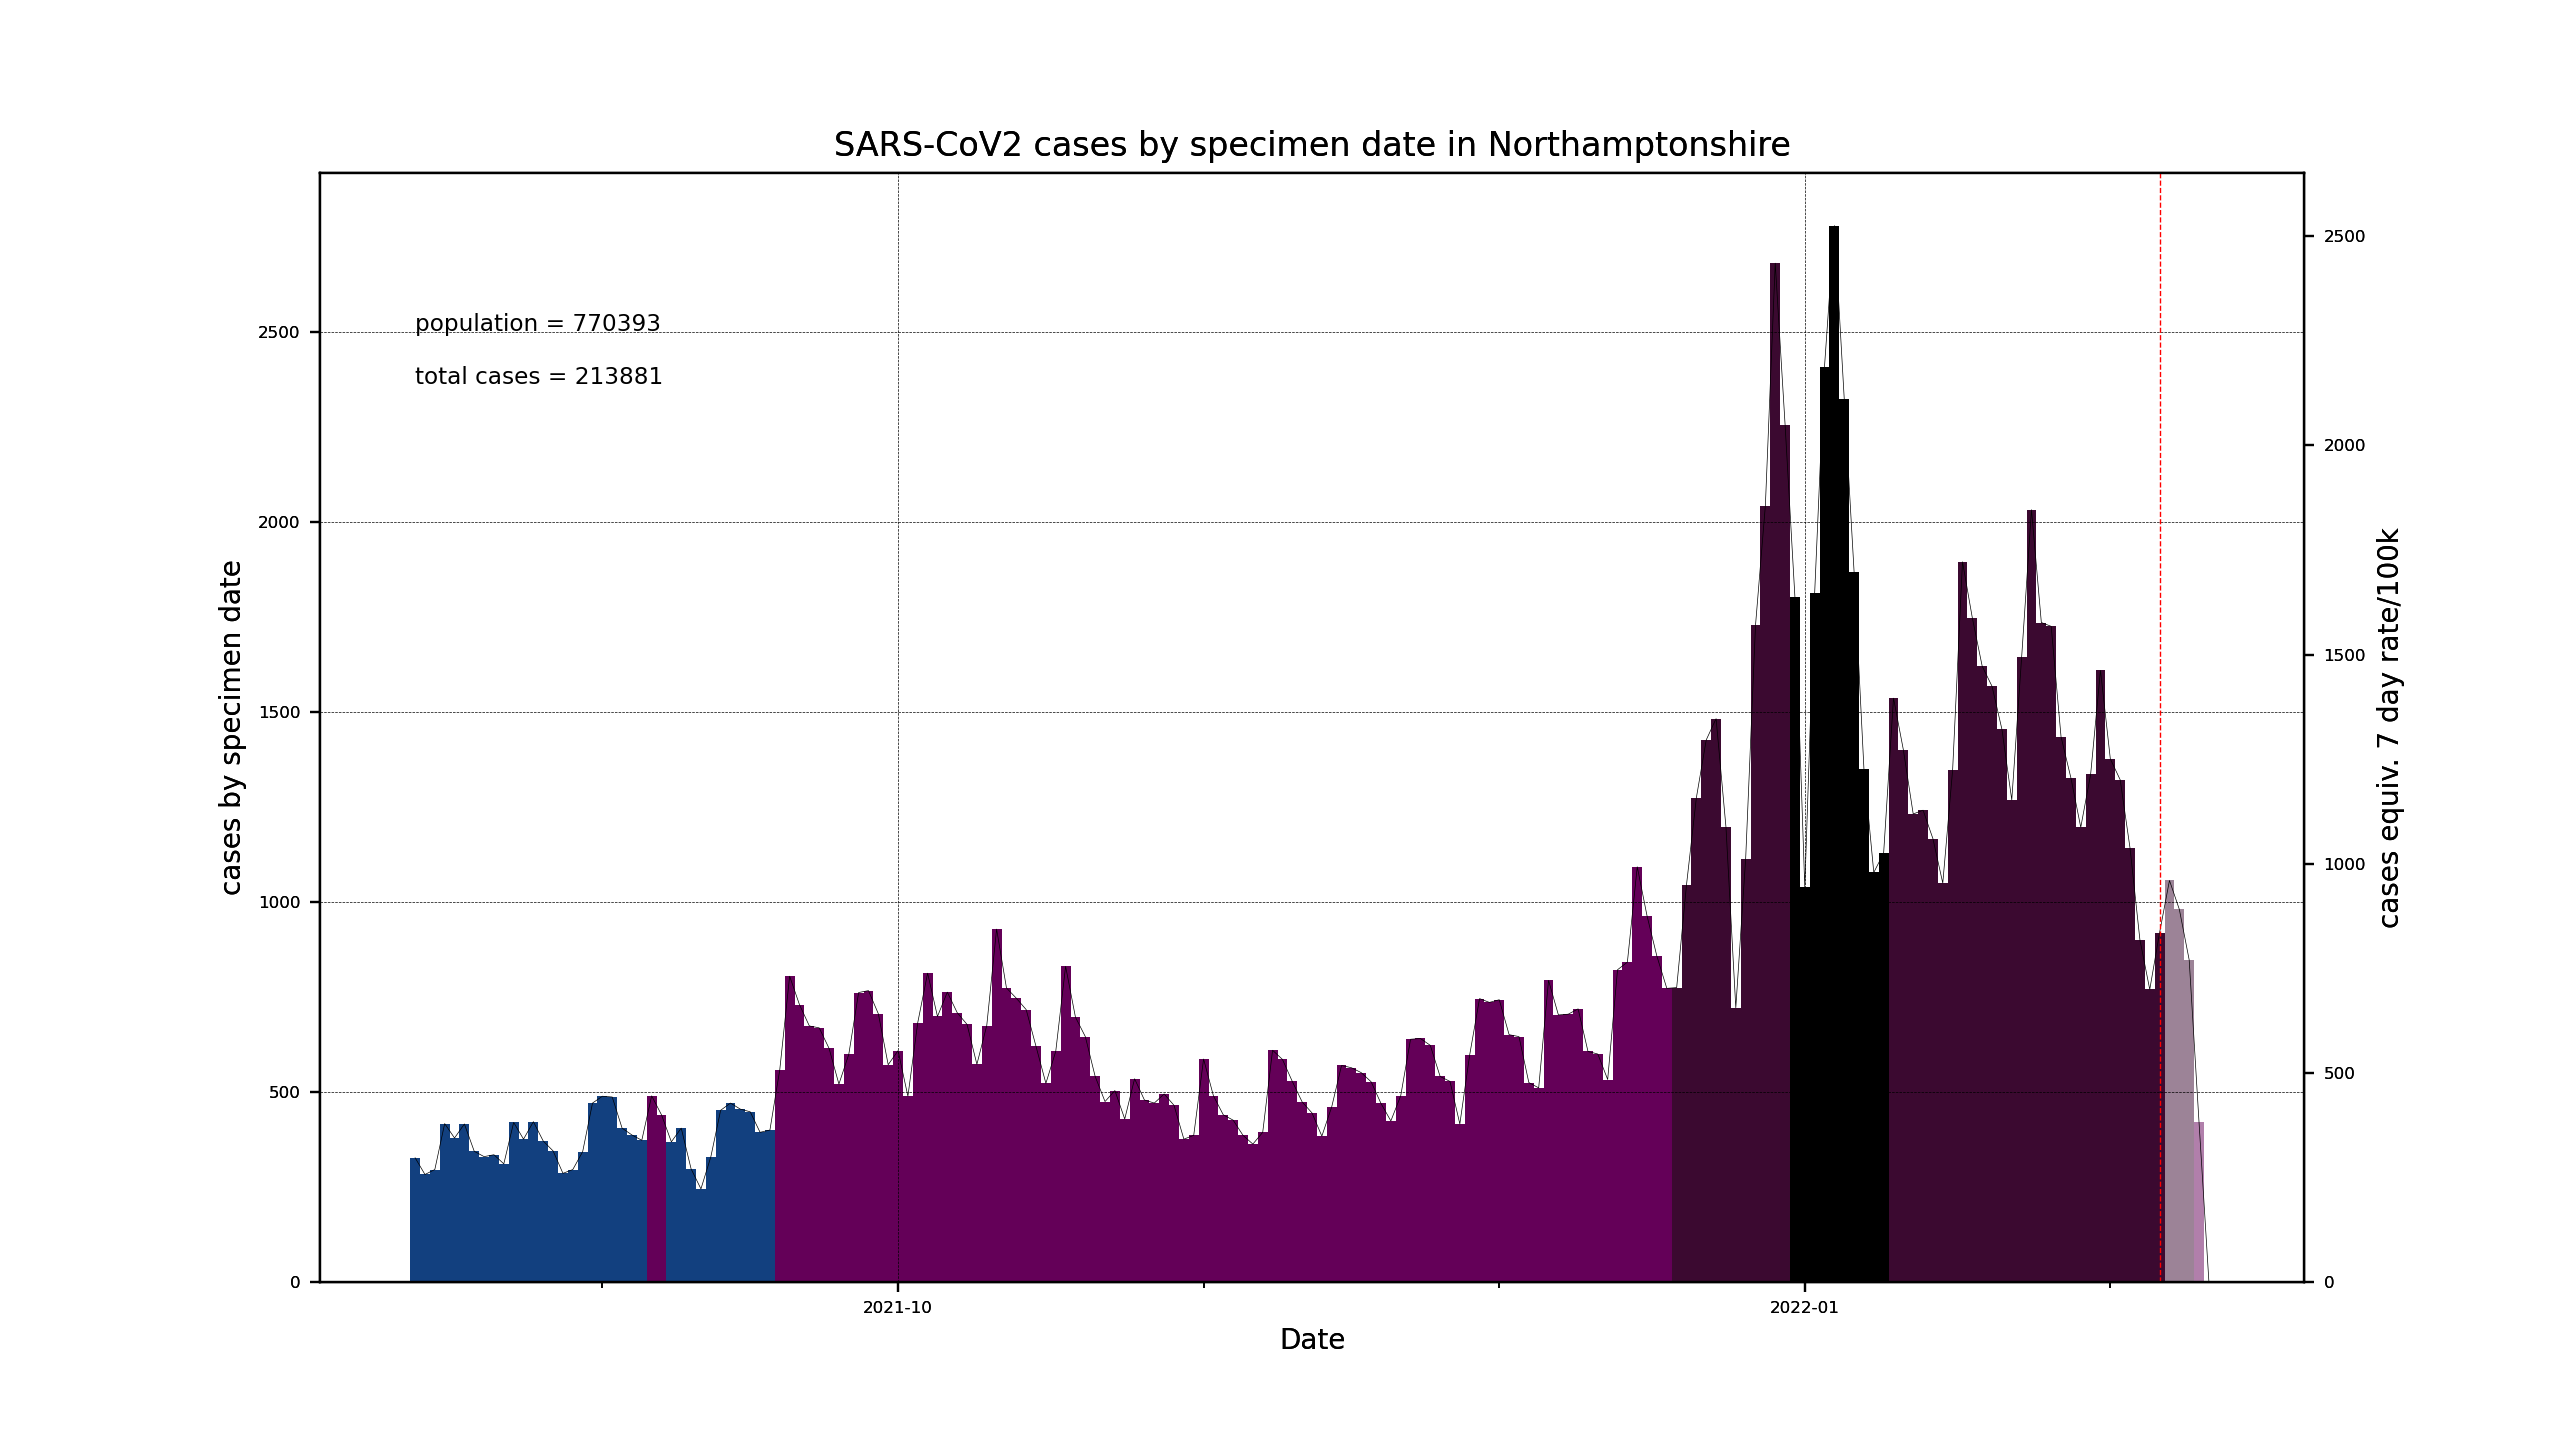 SARS-CoV2 cases by specimen date in Northamptonshire
population = 770393
total cases = 213881
cases by specimen date
2500
2000
1500
1000
500
0
cases equiv. 7 day rate/100k
2500
2000
1500
1000
500
0
2021-10
2022-01
Date